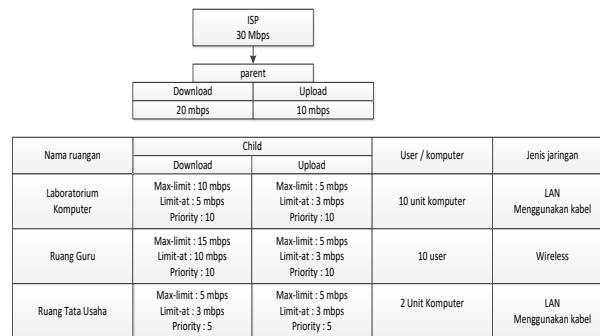 ISP
30 Mbps
parent
Download Upload
20 mbps 10 mbps
Nama ruangan Child User / komputer Jenis jaringan
Download Upload
Laboratorium Komputer
Max-limit : 10 mbps
Limit-at : 5 mbps
Priority : 10
Max-limit : 5 mbps
Limit-at : 3 mbps
Priority : 10
10 unit komputer
LAN
Menggunakan kabel
Ruang Guru
Max-limit : 15 mbps
Limit-at : 10 mbps
Priority : 10
Max-limit : 5 mbps
Limit-at : 3 mbps
Priority : 10
10 user
Wireless
Ruang Tata Usaha
Max-limit : 5 mbps
Limit-at : 3 mbps
Priority : 5
Max-limit : 5 mbps
Limit-at : 3 mbps
Priority : 5
2 Unit Komputer
LAN
Menggunakan kabel